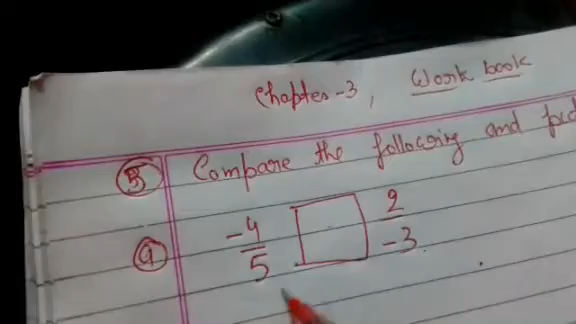 Chapter-3, Work book
5 Compare the following and
a -4/5 □ 2/-3